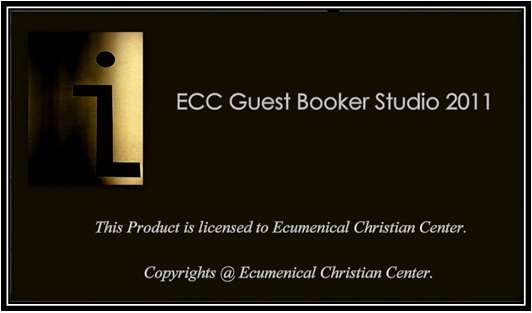 i
ECC Guest Booker Studio 2011
This Product is licensed to Ecumenical Christian Center.
Copyrights @ Ecumenical Christian Center.